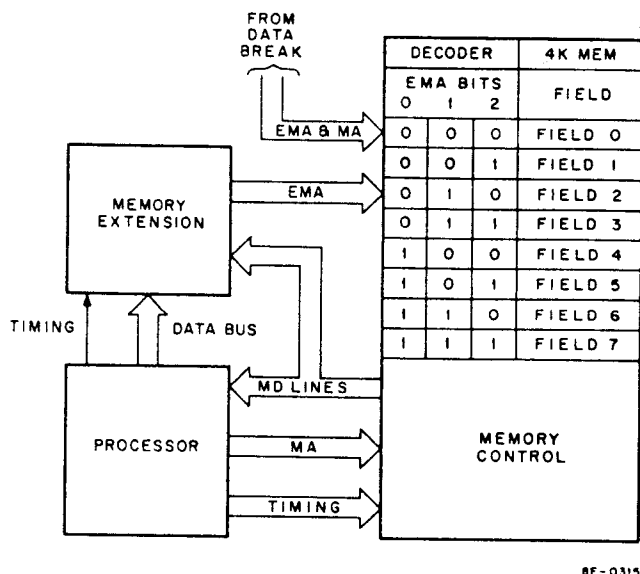 FROM
DATA
BREAK
DECODER 4K MEM
EMA BITS FIELD
0 1 2
EMA & MA
0 0 0 FIELD 0
0 0 1 FIELD 1
0 1 0 FIELD 2
0 1 1 FIELD 3
1 0 0 FIELD 4
1 0 1 FIELD 5
1 1 0 FIELD 6
1 1 1 FIELD 7
MEMORY
EXTENSION
EMA
TIMING
DATA BUS
MD LINES
PROCESSOR
MA
TIMING
MEMORY
CONTROL
8E-0315